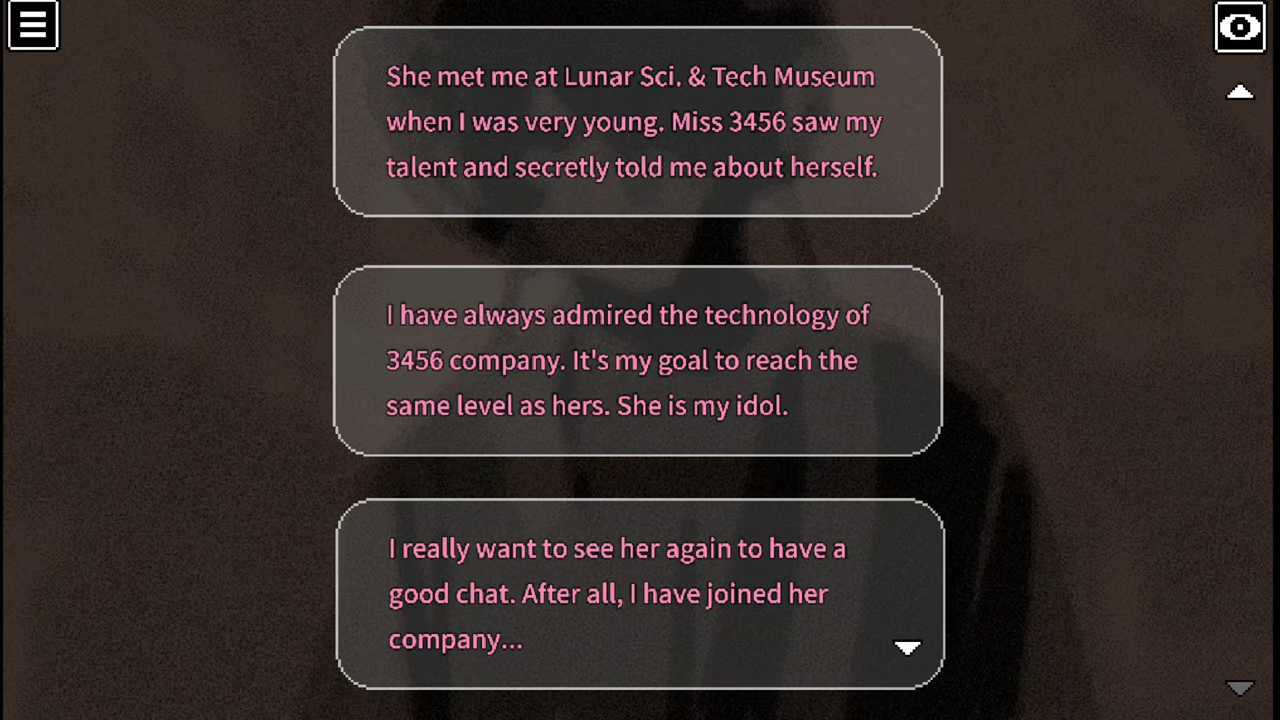 She met me at Lunar Sci. & Tech Museum
when I was very young. Miss 3456 saw my
talent and secretly told me about herself.
I have always admired the technology of
3456 company. It's my goal to reach the
same level as hers. She is my idol.
I really want to see her again to have a
good chat. After all, I have joined her
company...